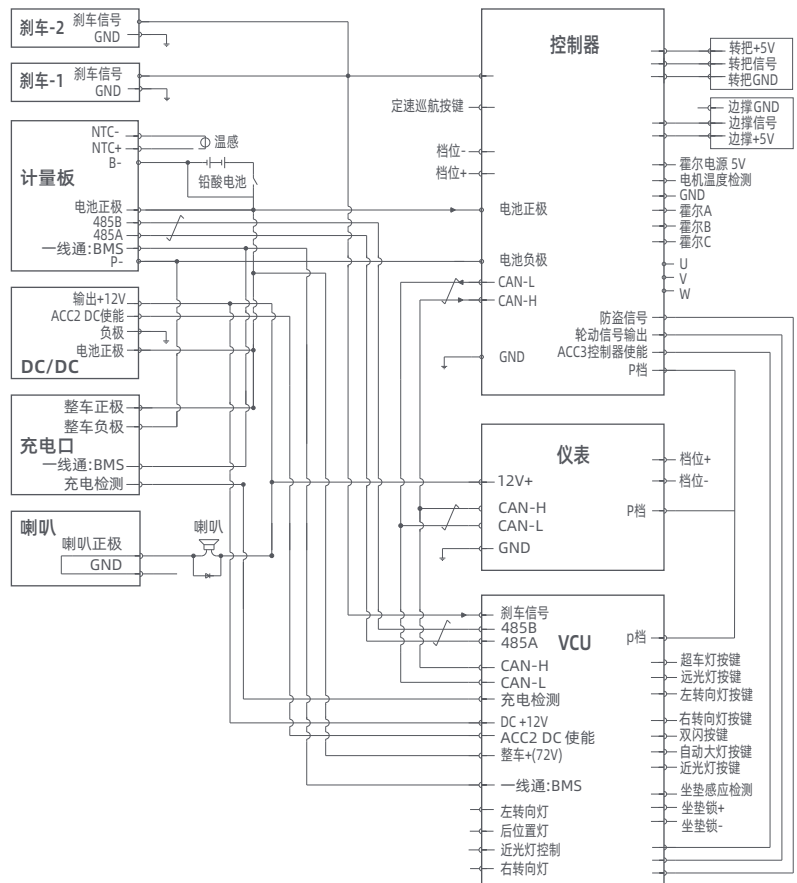 刹车-2
刹车信号
GND
刹车-1
刹车信号
GND
计量板
NTC-
NTC+
B-
温感
铅酸电池
电池正极
485B
485A
一线通:BMS
P-
DC/DC
输出+12V
ACC2 DC使能
负极
电池正极
充电口
整车正极
整车负极
一线通:BMS
充电检测
喇叭
喇叭正极
GND
喇叭
控制器
定速巡航按键
档位-
档位+
电池正极
电池负极
CAN-L
CAN-H
GND
转把+5V
转把信号
转把GND
边撑GND
边撑信号
边撑+5V
霍尔电源 5V
电机温度检测
GND
霍尔A
霍尔B
霍尔C
U
V
W
防盗信号
轮动信号输出
ACC3控制器使能
P档
仪表
12V+
CAN-H
CAN-L
GND
档位+
档位-
P档
VCU
刹车信号
485B
485A
CAN-H
CAN-L
充电检测
DC +12V
ACC2 DC 使能
整车+(72V)
一线通:BMS
左转向灯
后位置灯
近光灯控制
右转向灯
p档
超车灯按键
远光灯按键
左转向灯按键
右转向灯按键
双闪按键
自动大灯按键
近光灯按键
坐垫感应检测
坐垫锁+
坐垫锁-